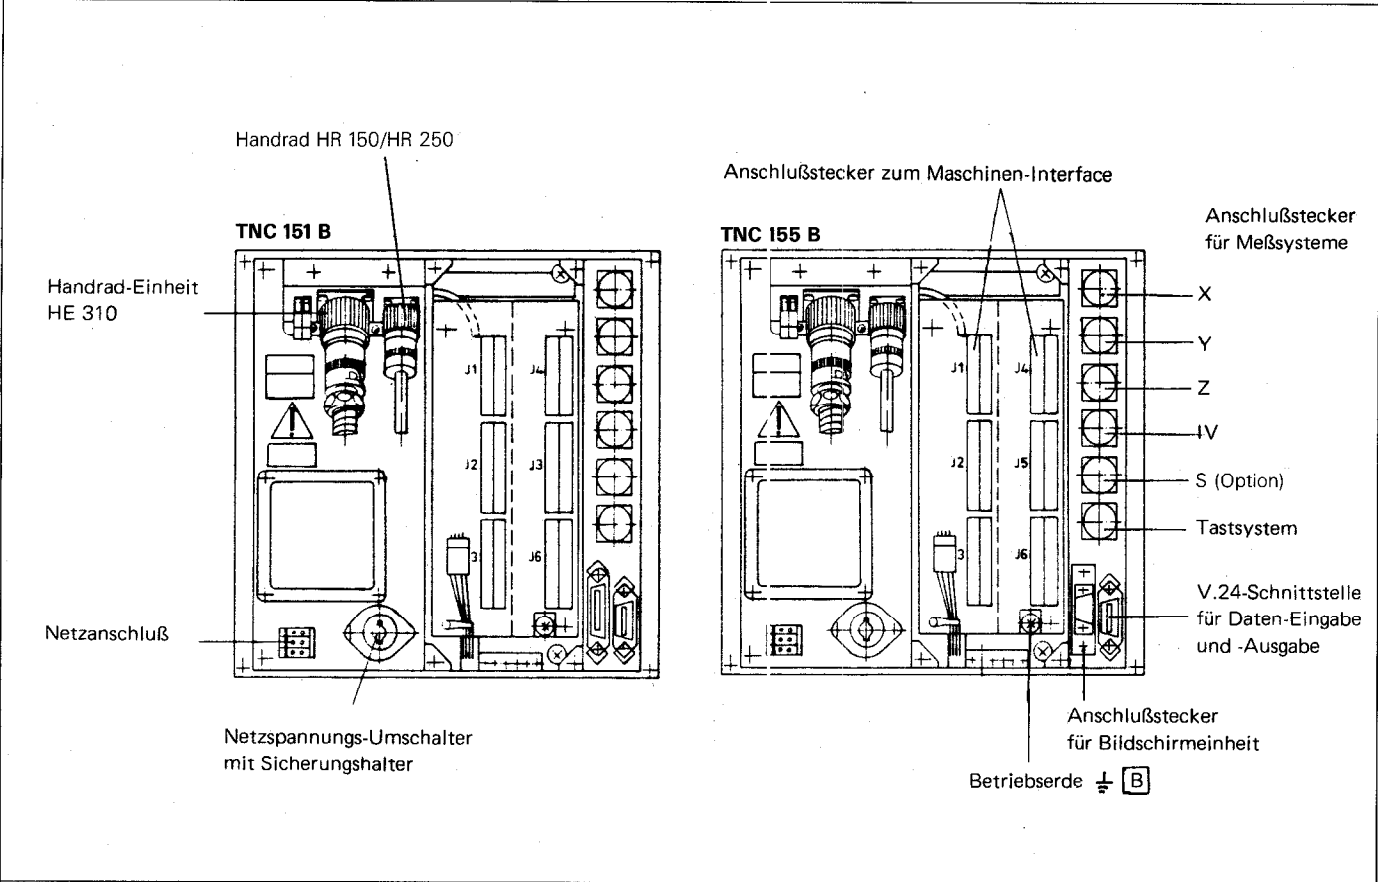 Handrad HR 150/HR 250
TNC 151 B
Handrad-Einheit
HE 310
J1
J4
J2
J3
3
J6
Netzanschluß
Netzspannungs-Umschalter
mit Sicherungshalter
Anschlußstecker zum Maschinen-Interface
TNC 155 B
Anschlußstecker
für Meßsysteme
J1
J4
J2
J5
3
J6
X
Y
Z
IV
S (Option)
Tastsystem
V.24-Schnittstelle
für Daten-Eingabe
und -Ausgabe
Anschlußstecker
für Bildschirmeinheit
Betriebserde ⏚ B